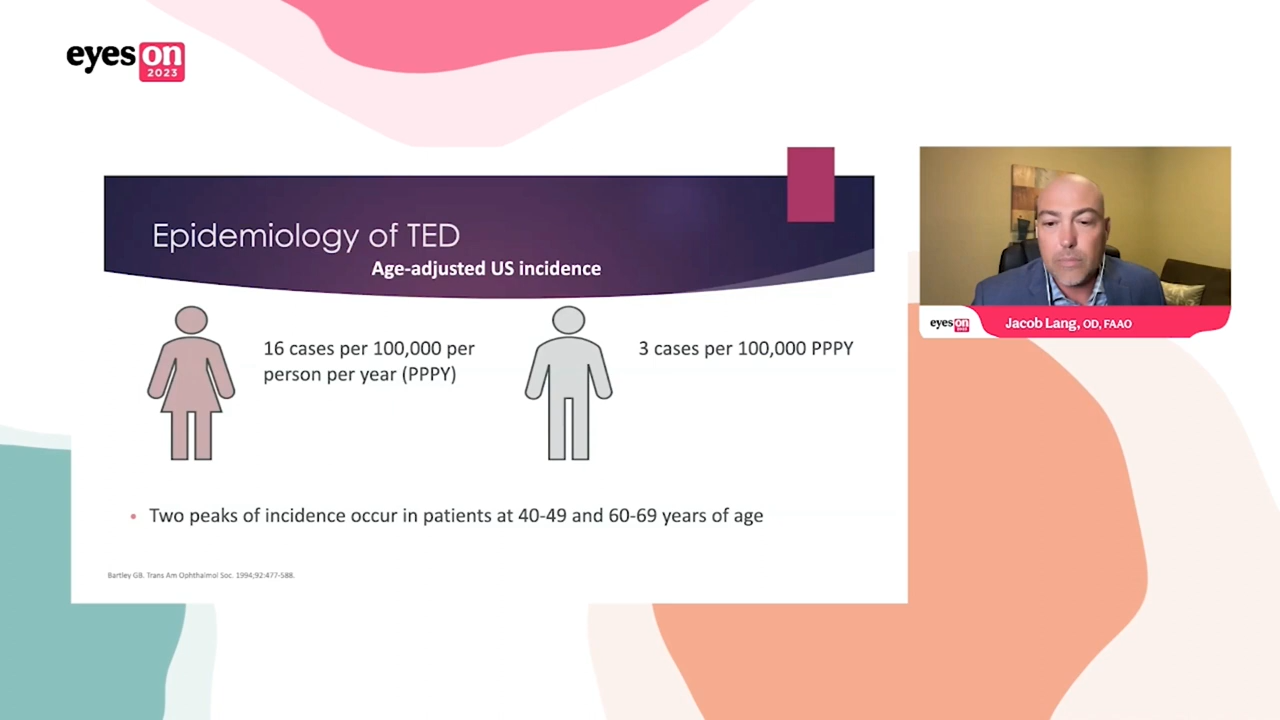 eyes on
2023
Epidemiology of TED
Age-adjusted US incidence
16 cases per 100,000 per
person per year (PPPY)
3 cases per 100,000 PPPY
• Two peaks of incidence occur in patients at 40-49 and 60-69 years of age
Bartley GB. Trans Am Ophthalmol Soc. 1994;92:477-588.
eyes on
2023
Jacob Lang, OD, FAAO